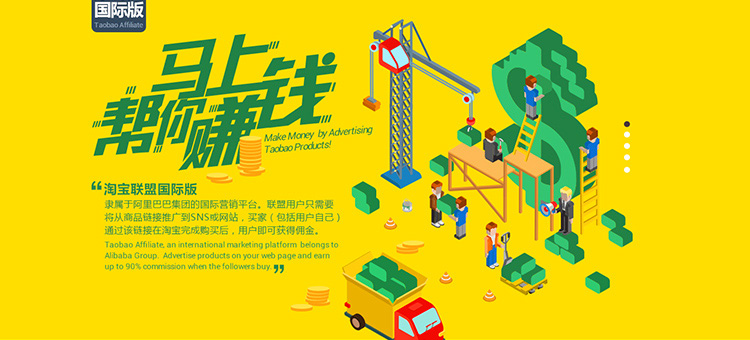 国际版
Taobao Affiliate
马上
帮你赚钱
Make Money by Advertising
Taobao Products!
“淘宝联盟国际版
隶属于阿里巴巴集团的国际营销平台。联盟用户只需要
将从商品链接推广到SNS或网站，买家（包括用户自己）
通过该链接在淘宝完成购买后，用户即可获得佣金。
Taobao Affiliate, an international marketing platform belongs to
Alibaba Group. Advertise products on your web page and earn
up to 90% commission when the followers buy.”